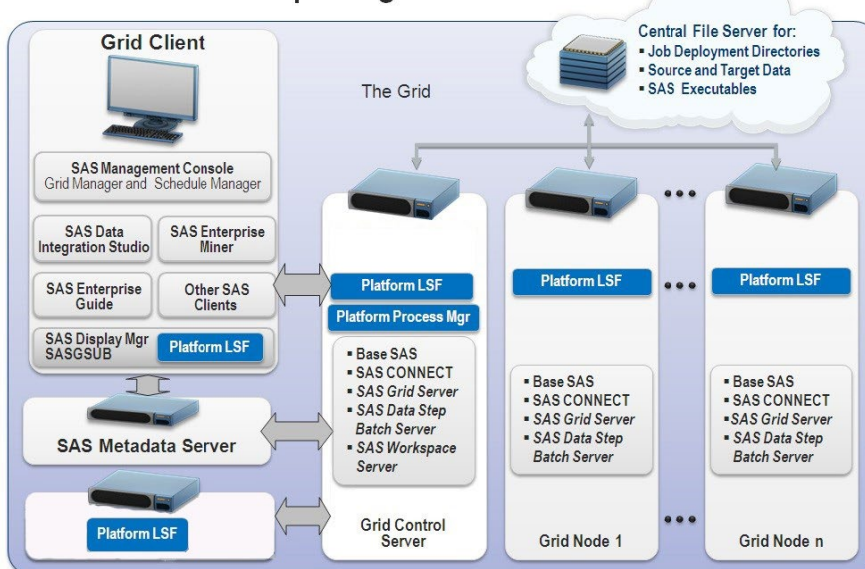 Grid Client
SAS Management Console
Grid Manager and Schedule Manager
SAS Data
Integration Studio
SAS Enterprise
Miner
SAS Enterprise
Guide
Other SAS
Clients
SAS Display Mgr
SASGSUB
Platform LSF
SAS Metadata Server
Platform LSF
The Grid
Central File Server for:
▪ Job Deployment Directories
▪ Source and Target Data
▪ SAS Executables
Platform LSF
Platform Process Mgr
▪ Base SAS
▪ SAS CONNECT
▪ SAS Grid Server
▪ SAS Data Step
Batch Server
▪ SAS Workspace
Server
Grid Control
Server
Platform LSF
▪ Base SAS
▪ SAS CONNECT
▪ SAS Grid Server
▪ SAS Data Step
Batch Server
Grid Node 1
•••
•••
•••
Platform LSF
▪ Base SAS
▪ SAS CONNECT
▪SAS Grid Server
▪ SAS Data Step
Batch Server
Grid Node n